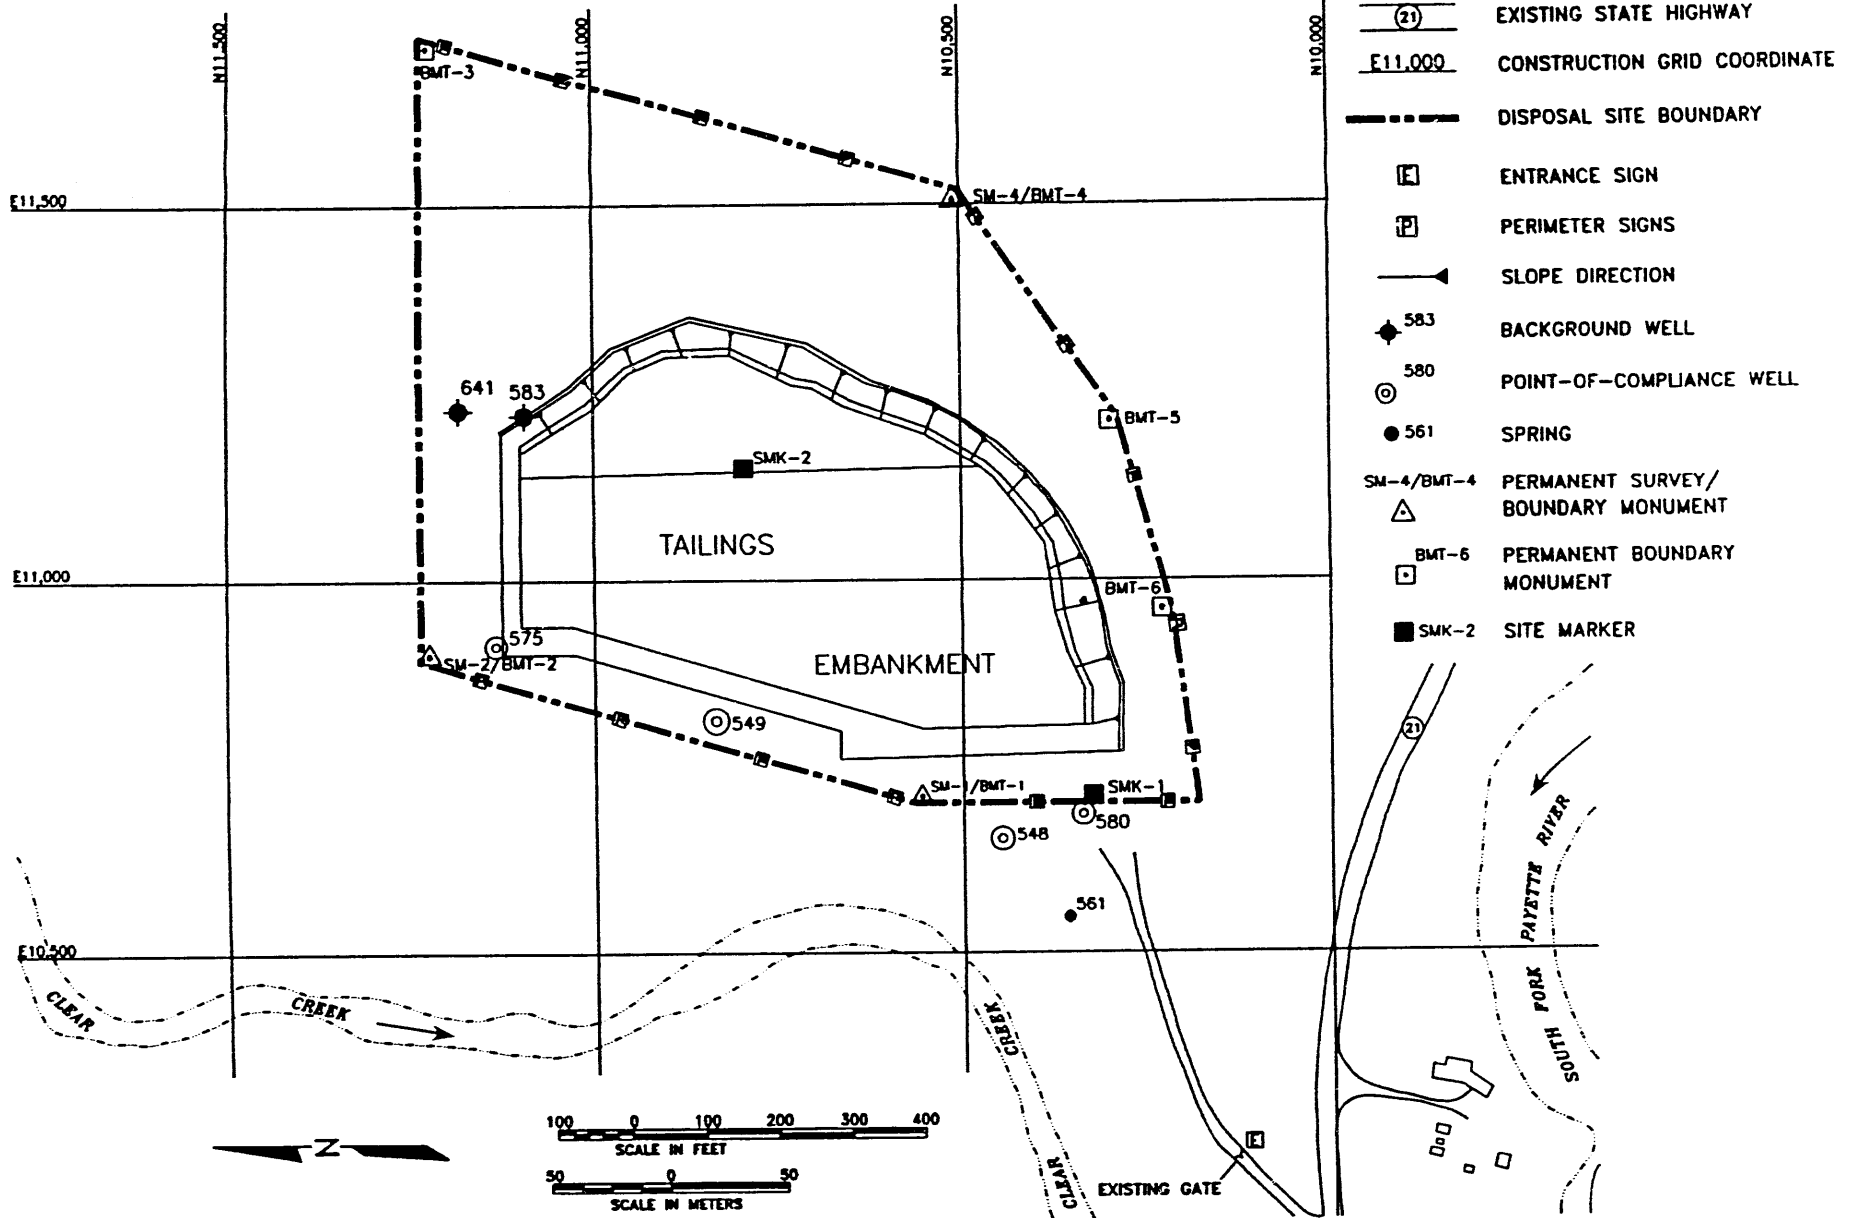 N11,500
N11,000
N10,500
N10,000
21
EXISTING STATE HIGHWAY
E11,000
CONSTRUCTION GRID COORDINATE
DISPOSAL SITE BOUNDARY
E
ENTRANCE SIGN
P
PERIMETER SIGNS
SLOPE DIRECTION
583
BACKGROUND WELL
580
POINT-OF-COMPLIANCE WELL
561
SPRING
SM-4/BMT-4
PERMANENT SURVEY/
BOUNDARY MONUMENT
BMT-6
PERMANENT BOUNDARY
MONUMENT
SMK-2
SITE MARKER
BMT-3
E11,500
SM-4/BMT-4
641
583
BMT-5
SMK-2
TAILINGS
E11,000
BMT-6
575
SM-2/BMT-2
EMBANKMENT
549
21
SM-1/BMT-1
SMK-1
580
548
561
E10,500
CLEAR
CREEK
CREEK
CLEAR
SOUTH FORK PAYETTE RIVER
N
100 0 100 200 300 400
SCALE IN FEET
50 0 50
SCALE IN METERS
E
EXISTING GATE